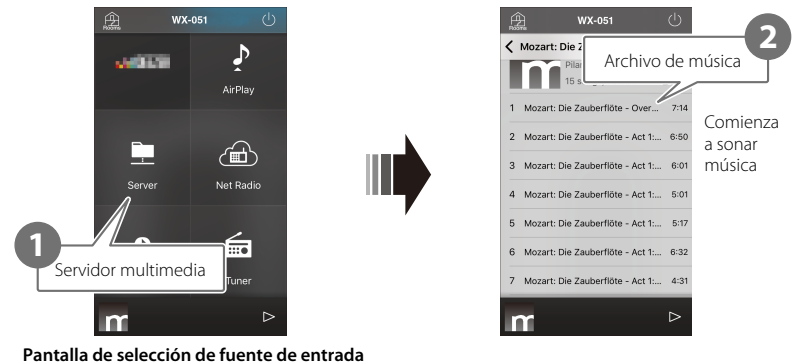 Rooms
WX-051
AirPlay
Server
Net Radio
Tuner
1
Servidor multimedia
Pantalla de selección de fuente de entrada
Rooms
WX-051
Mozart: Die Z
15 s
2
Archivo de música
1 Mozart: Die Zauberflöte - Over... 7:14
2 Mozart: Die Zauberflöte - Act 1:... 6:50
3 Mozart: Die Zauberflöte - Act 1:... 6:01
4 Mozart: Die Zauberflöte - Act 1:... 5:01
5 Mozart: Die Zauberflöte - Act 1:... 5:17
6 Mozart: Die Zauberflöte - Act 1:... 6:32
7 Mozart: Die Zauberflöte - Act 1:... 4:31
Comienza
a sonar
música